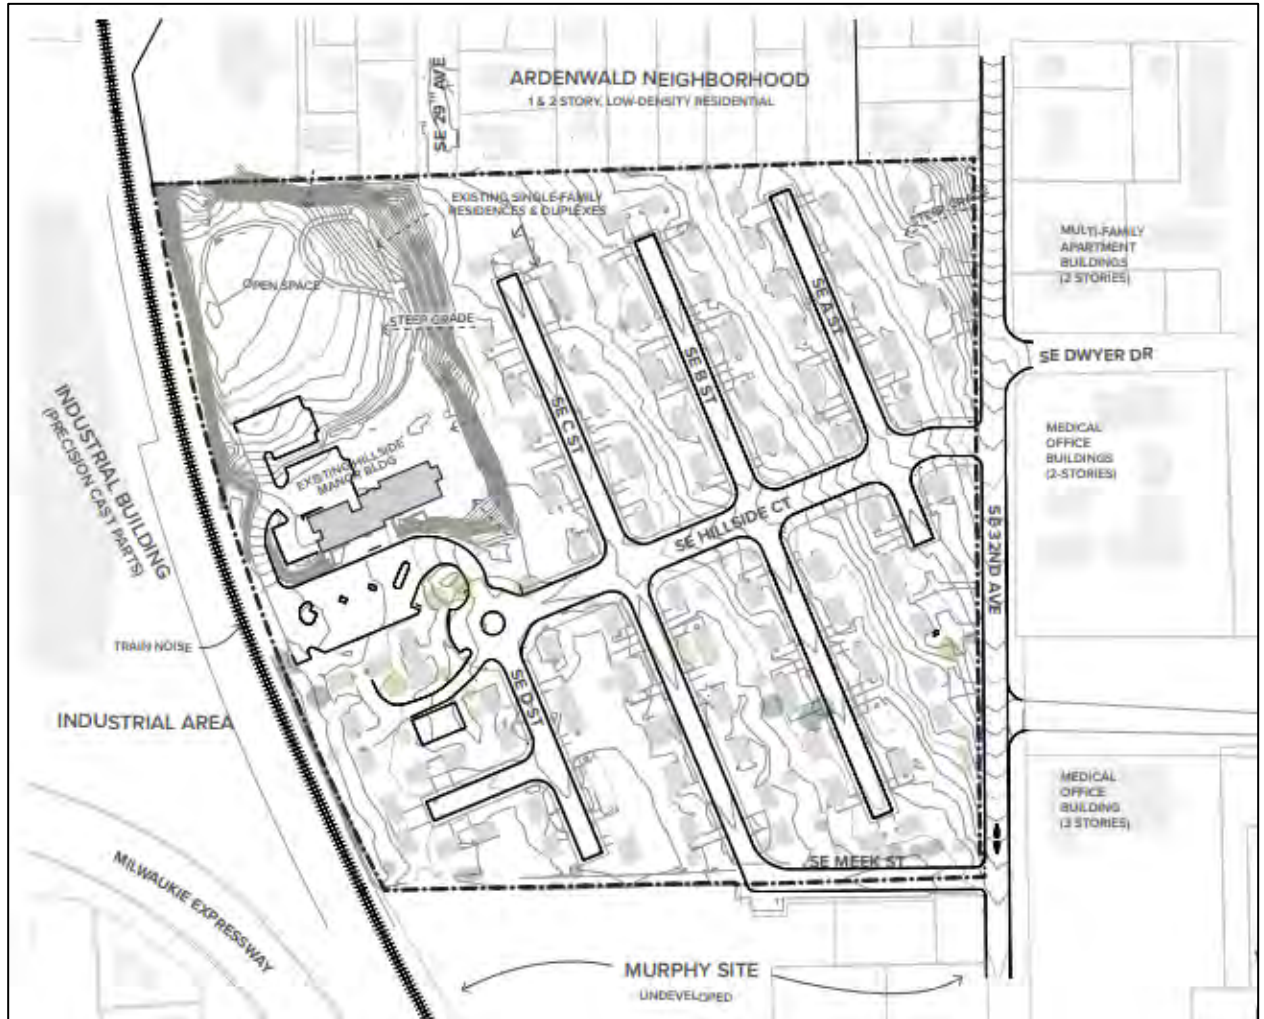 SE 29TH AVE
ARDENWALD NEIGHBORHOOD
1 & 2 STORY, LOW-DENSITY RESIDENTIAL
EXISTING SINGLE-FAMILY
RESIDENCES & DUPLEXES
STEEP
MULTI-FAMILY
APARTMENT
BUILDINGS
(2 STORIES)
OPEN SPACE
STEEP GRADE
SE A ST
SE B ST
SE C ST
SE DWYER DR
INDUSTRIAL BUILDING
(PRECISION CAST PARTS)
EXISTING HILLSIDE
MANOR BLDG
MEDICAL
OFFICE
BUILDINGS
(2-STORIES)
SE HILLSIDE CT
SE 32ND AVE
TRAIN NOISE
SE D ST
INDUSTRIAL AREA
MEDICAL
OFFICE
BUILDING
(3 STORIES)
SE MEEK ST
MILWAUKIE EXPRESSWAY
MURPHY SITE
UNDEVELOPED